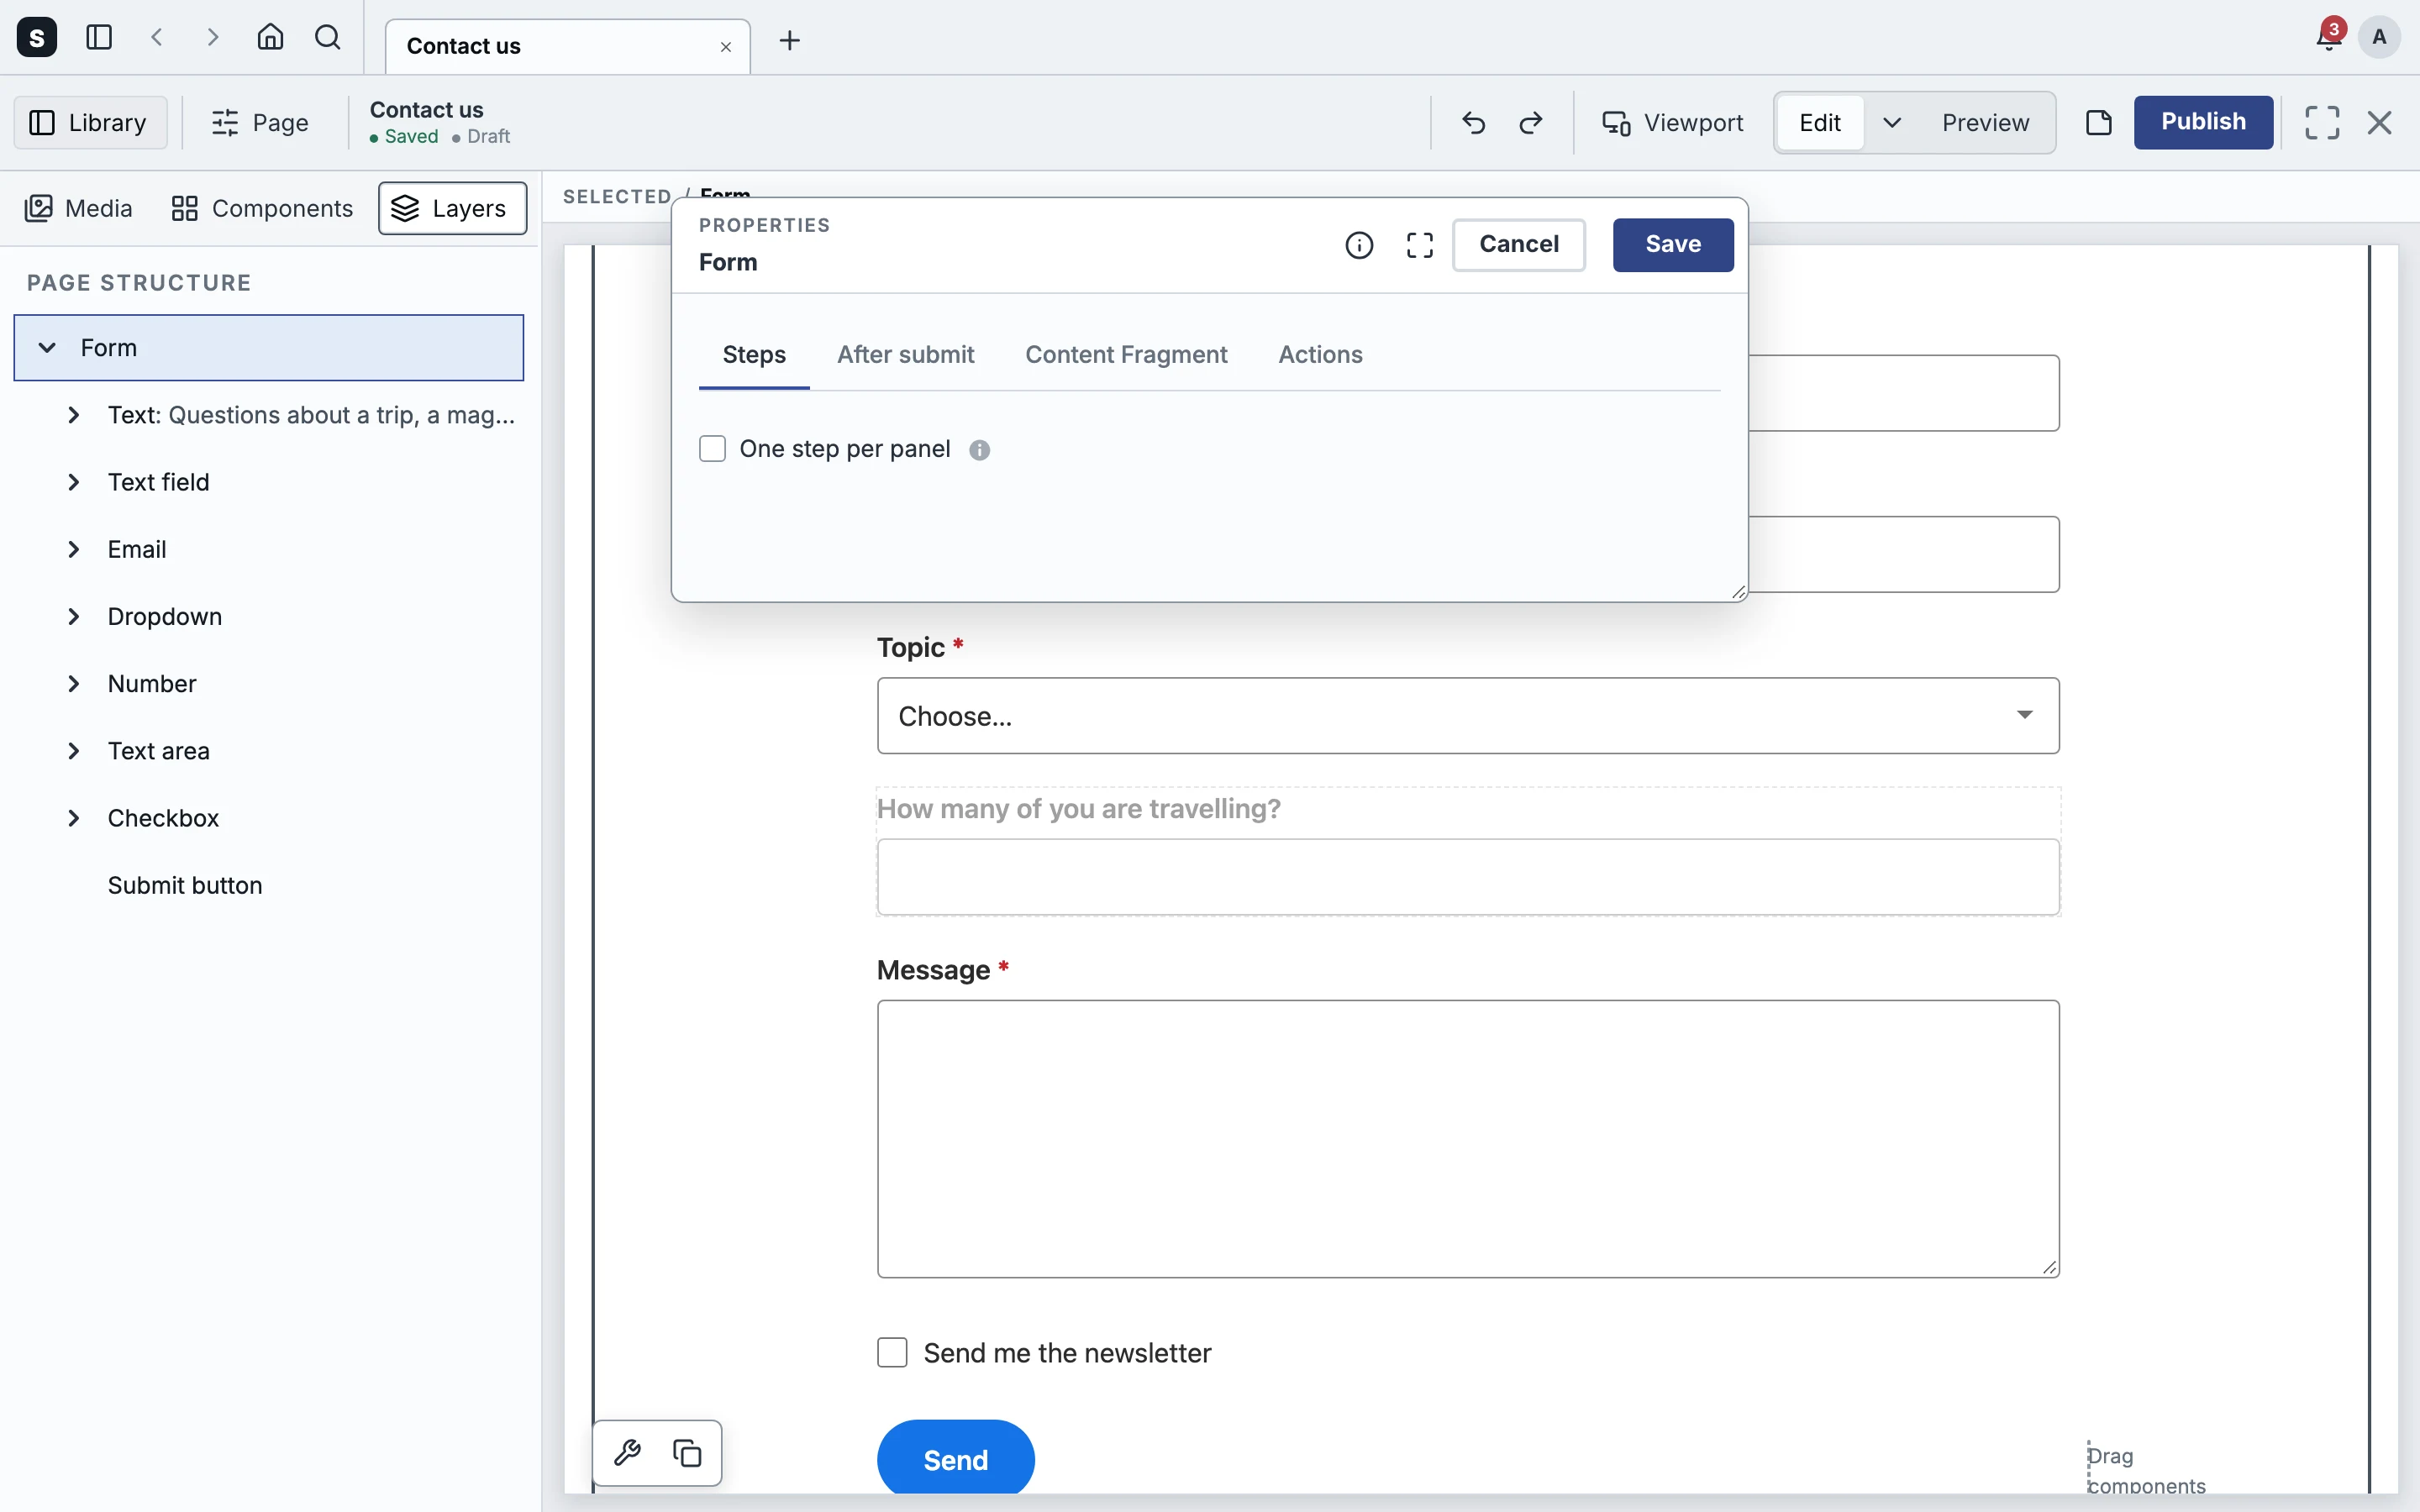 S
Contact us
3
A
Library
Page
Contact us
Saved
Draft
Viewport
Edit
Preview
Publish
Media
Components
Layers
SELECTED / Form
PAGE STRUCTURE
Form
Text: Questions about a trip, a mag...
Text field
Email
Dropdown
Number
Text area
Checkbox
Submit button
PROPERTIES
Form
Cancel
Save
Steps
After submit
Content Fragment
Actions
One step per panel
Topic *
Choose...
How many of you are travelling?
Message *
Send me the newsletter
Send
Drag
components